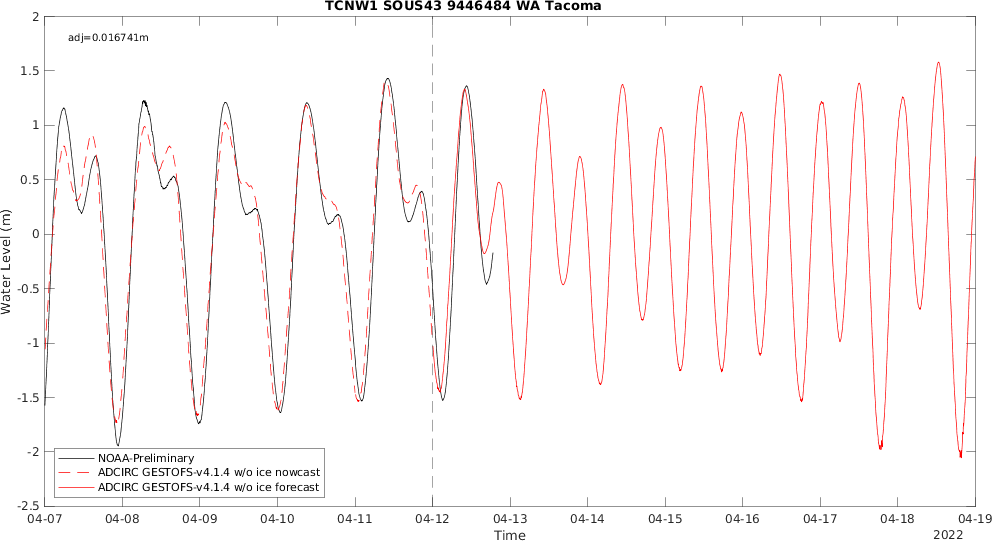 TCNW1 SOUS43 9446484 WA Tacoma
adj=0.016741m
2
1.5
1
0.5
0
-0.5
-1
-1.5
-2
-2.5
Water Level (m)
NOAA-Preliminary
ADCIRC GESTOFS-v4.1.4 w/o ice nowcast
ADCIRC GESTOFS-v4.1.4 w/o ice forecast
04-07 04-08 04-09 04-10 04-11 04-12 04-13 04-14 04-15 04-16 04-17 04-18 04-19
Time
2022